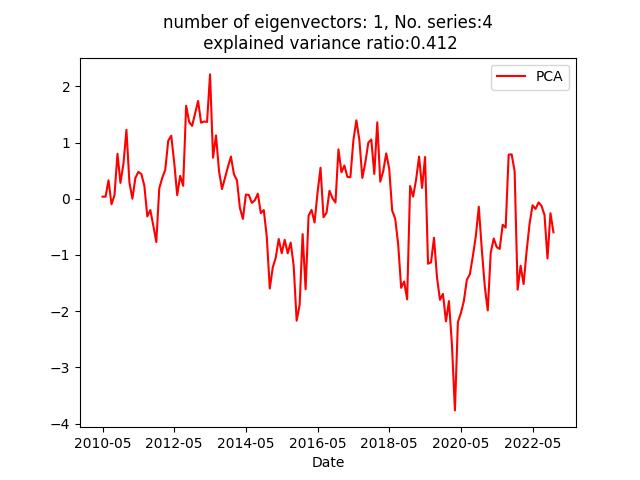 number of eigenvectors: 1, No. series:4
explained variance ratio:0.412
PCA
2
1
0
−1
−2
−3
−4
2010-05 2012-05 2014-05 2016-05 2018-05 2020-05 2022-05
Date